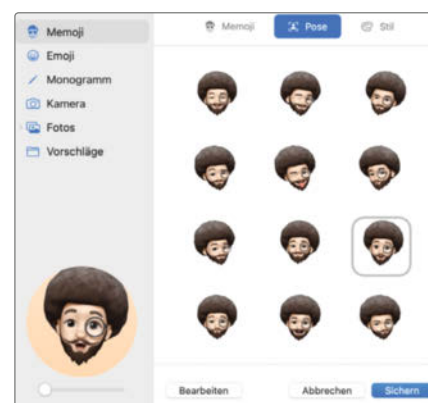 Memoji
Emoji
Monogramm
Kamera
Fotos
Vorschläge
Memoji Pose Stil
Bearbeiten Abbrechen Sichern